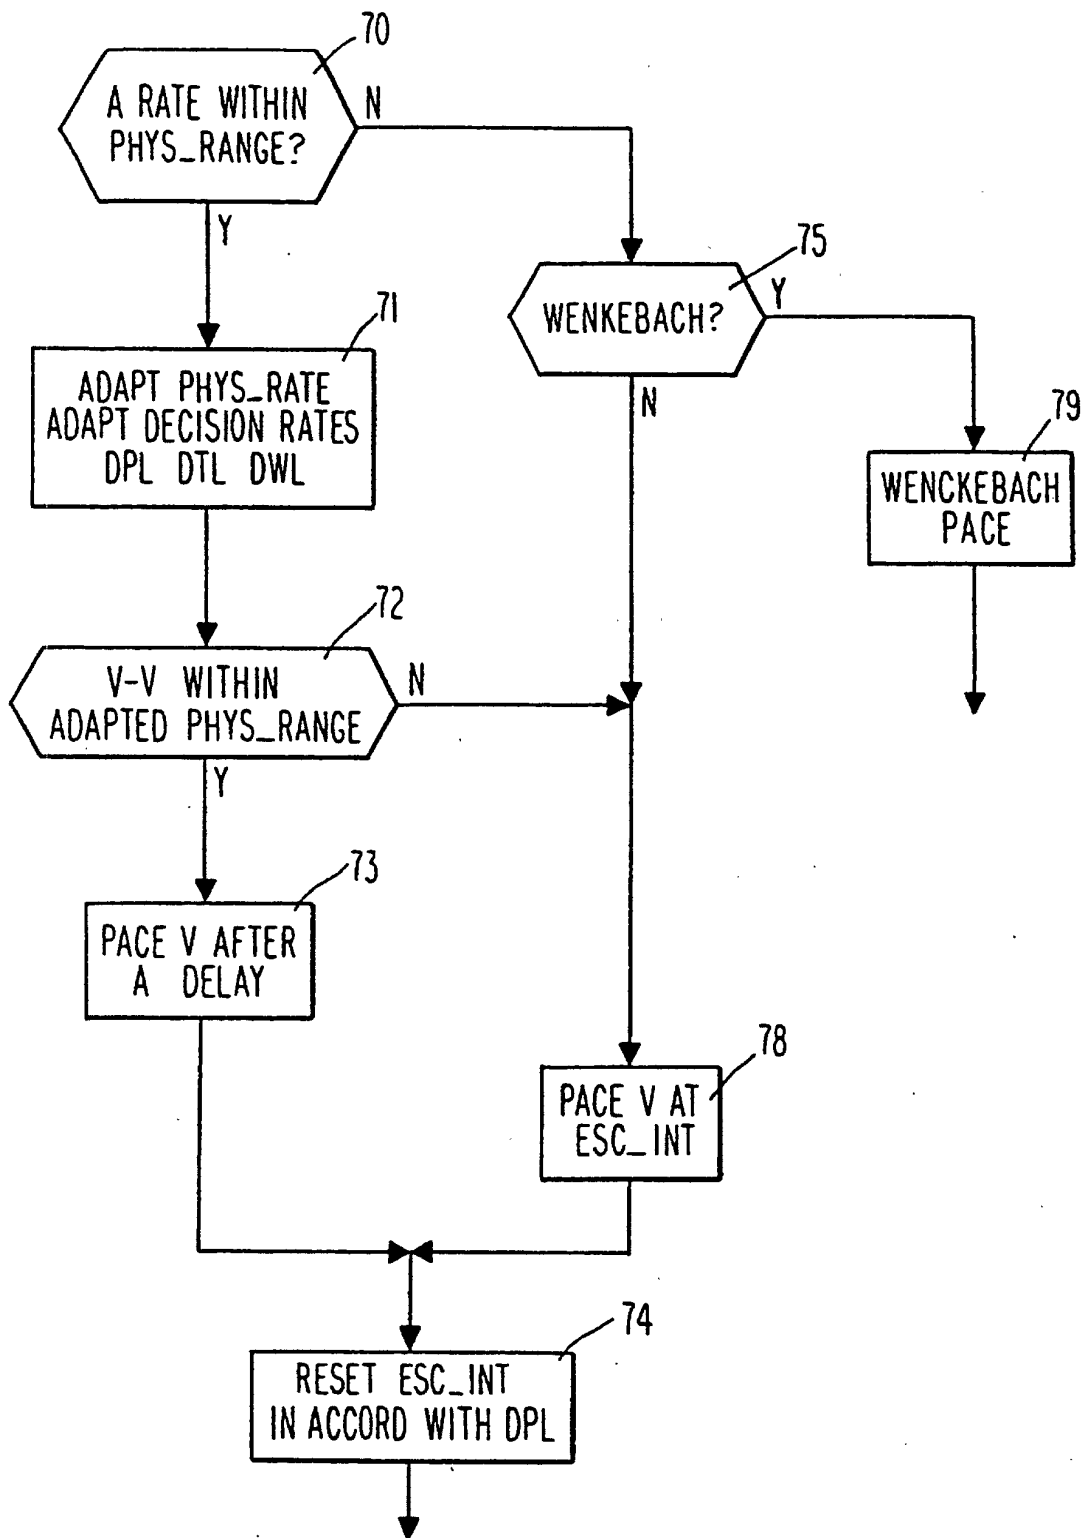 70
A RATE WITHIN
PHYS_RANGE?
N
Y
75
WENKEBACH?
Y
N
71
ADAPT PHYS_RATE
ADAPT DECISION RATES
DPL DTL DWL
79
WENCKEBACH
PACE
72
V-V WITHIN
ADAPTED PHYS_RANGE
N
Y
73
PACE V AFTER
A DELAY
78
PACE V AT
ESC_INT
74
RESET ESC_INT
IN ACCORD WITH DPL